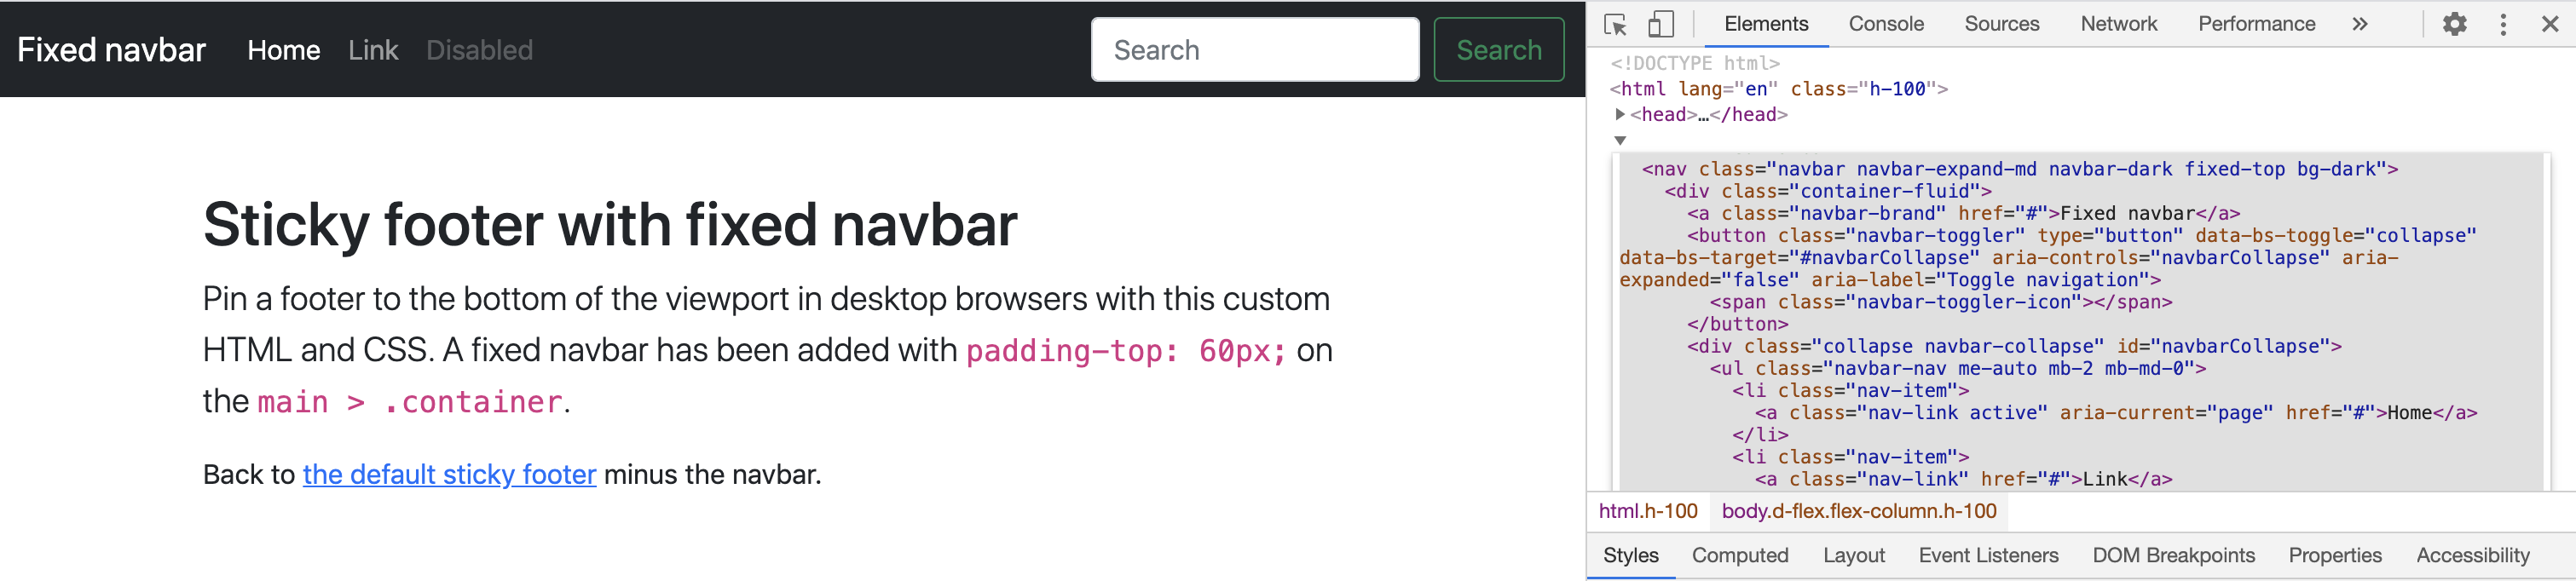 Fixed navbar Home Link Disabled Search Search
Sticky footer with fixed navbar
Pin a footer to the bottom of the viewport in desktop browsers with this custom
HTML and CSS. A fixed navbar has been added with padding-top: 60px; on
the main > .container.
Back to the default sticky footer minus the navbar.
Elements Console Sources Network Performance »
<!DOCTYPE html>
<html lang="en" class="h-100">
<head>…</head>
<nav class="navbar navbar-expand-md navbar-dark fixed-top bg-dark">
<div class="container-fluid">
<a class="navbar-brand" href="#">Fixed navbar</a>
<button class="navbar-toggler" type="button" data-bs-toggle="collapse"
data-bs-target="#navbarCollapse" aria-controls="navbarCollapse" aria-
expanded="false" aria-label="Toggle navigation">
<span class="navbar-toggler-icon"></span>
</button>
<div class="collapse navbar-collapse" id="navbarCollapse">
<ul class="navbar-nav me-auto mb-2 mb-md-0">
<li class="nav-item">
<a class="nav-link active" aria-current="page" href="#">Home</a>
</li>
<li class="nav-item">
<a class="nav-link" href="#">Link</a>
html.h-100 body.d-flex.flex-column.h-100
Styles Computed Layout Event Listeners DOM Breakpoints Properties Accessibility